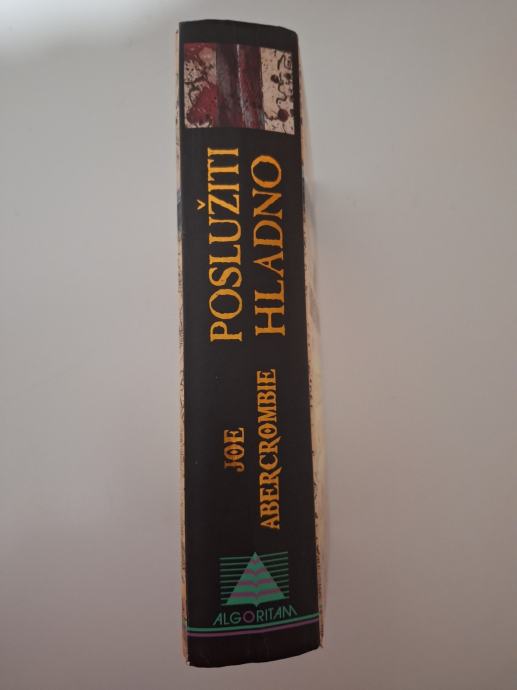 POSLUŽITI
HLADNO
JOE
ABERCROMBIE
ALGORITAM